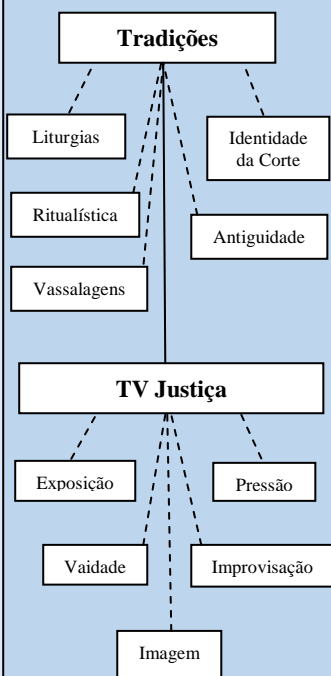 Tradições
Liturgias
Identidade
da Corte
Ritualística
Antiguidade
Vassalagens
TV Justiça
Exposição
Pressão
Vaidade
Improvisação
Imagem